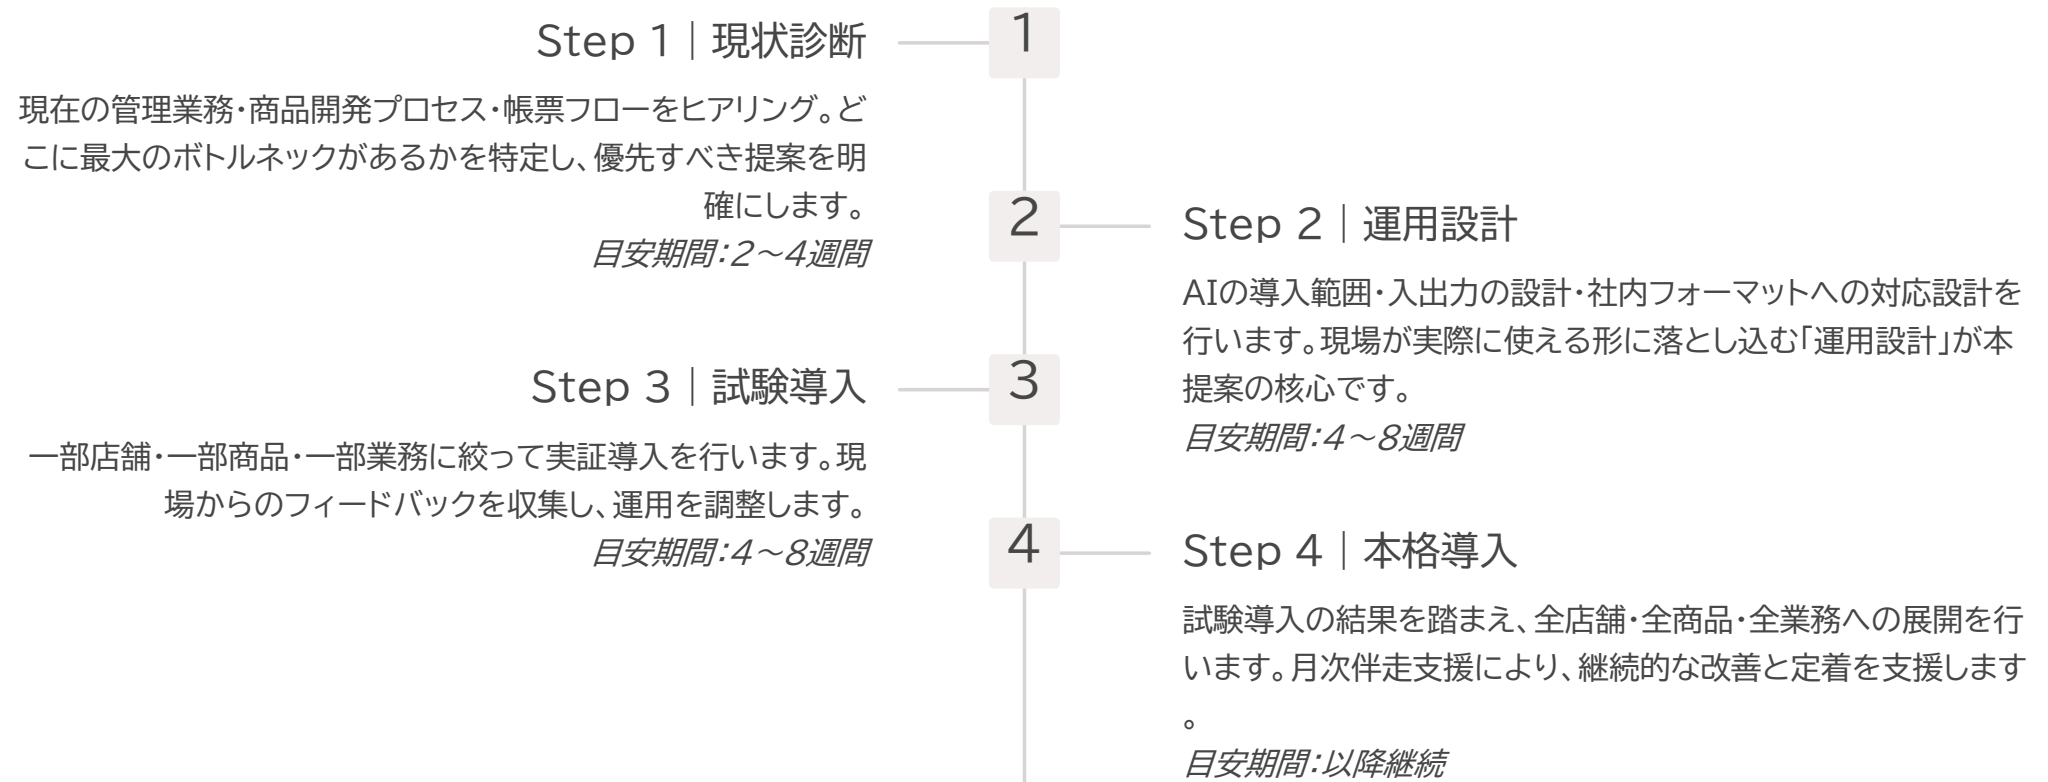 Step 1｜現状診断
1
現在の管理業務・商品開発プロセス・帳票フローをヒアリング。ど
こに最大のボトルネックがあるかを特定し、優先すべき提案を明
確にします。
目安期間：2～4週間
2
Step 2｜運用設計
AIの導入範囲・入出力の設計・社内フォーマットへの対応設計を
行います。現場が実際に使える形に落とし込む「運用設計」が本
提案の核心です。
目安期間：4～8週間
Step 3｜試験導入
3
一部店舗・一部商品・一部業務に絞って実証導入を行います。現
場からのフィードバックを収集し、運用を調整します。
目安期間：4～8週間
4
Step 4｜本格導入
試験導入の結果を踏まえ、全店舗・全商品・全業務への展開を行
います。月次伴走支援により、継続的な改善と定着を支援します
。
目安期間：以降継続